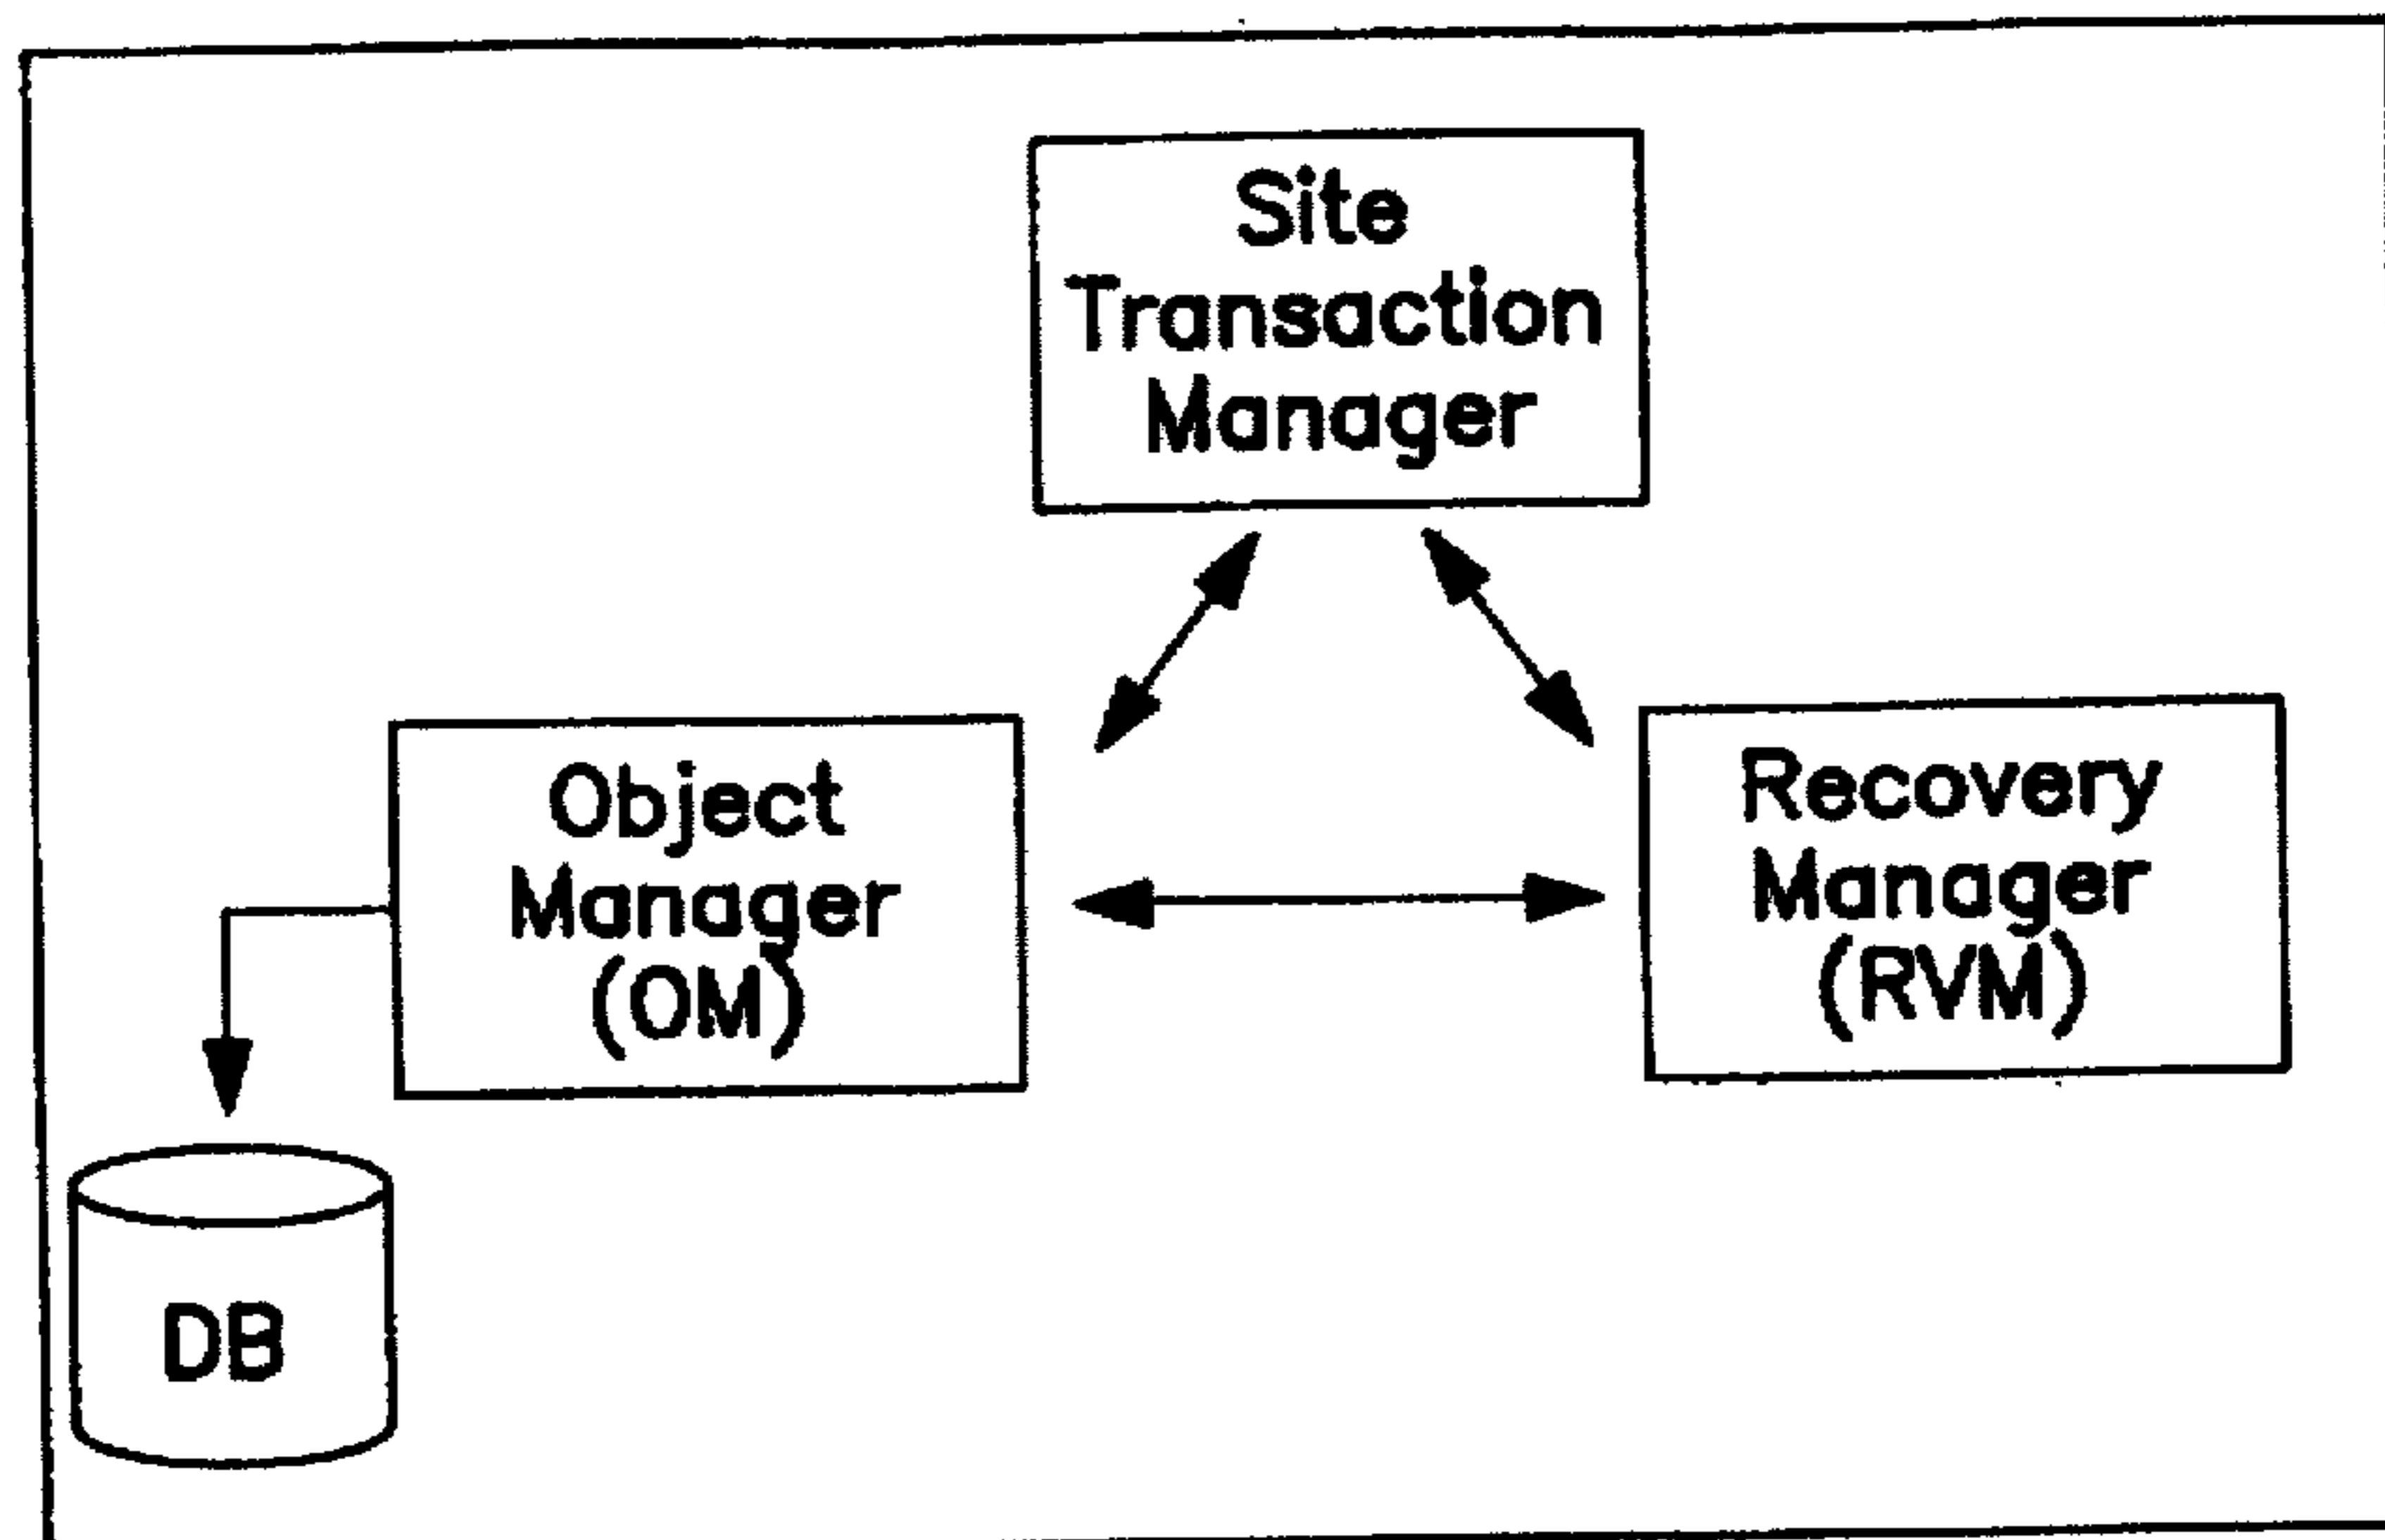 Site
Transaction
Manager
Object
Manager
(OM)
Recovery
Manager
(RVM)
DB